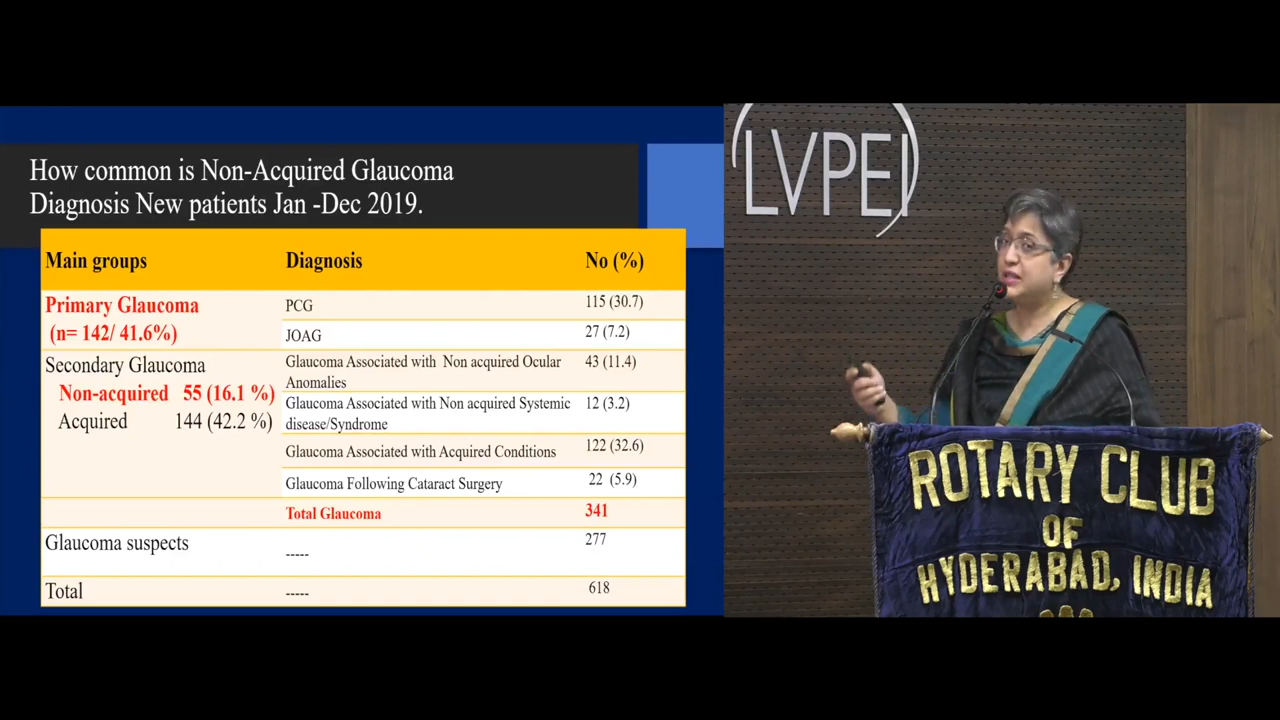 How common is Non-Acquired Glaucoma
Diagnosis New patients Jan -Dec 2019.
Main groups Diagnosis No (%)
Primary Glaucoma PCG 115 (30.7)
(n= 142/ 41.6%) JOAG 27 (7.2)
Secondary Glaucoma Glaucoma Associated with Non acquired Ocular 43 (11.4)
Anomalies
Non-acquired 55 (16.1 %)
Glaucoma Associated with Non acquired Systemic 12 (3.2)
disease/Syndrome
Acquired 144 (42.2 %)
Glaucoma Associated with Acquired Conditions 122 (32.6)
Glaucoma Following Cataract Surgery 22 (5.9)
Total Glaucoma 341
Glaucoma suspects ----- 277
Total ----- 618
LVPEI
ROTARY CLUB
OF
HYDERABAD, INDIA